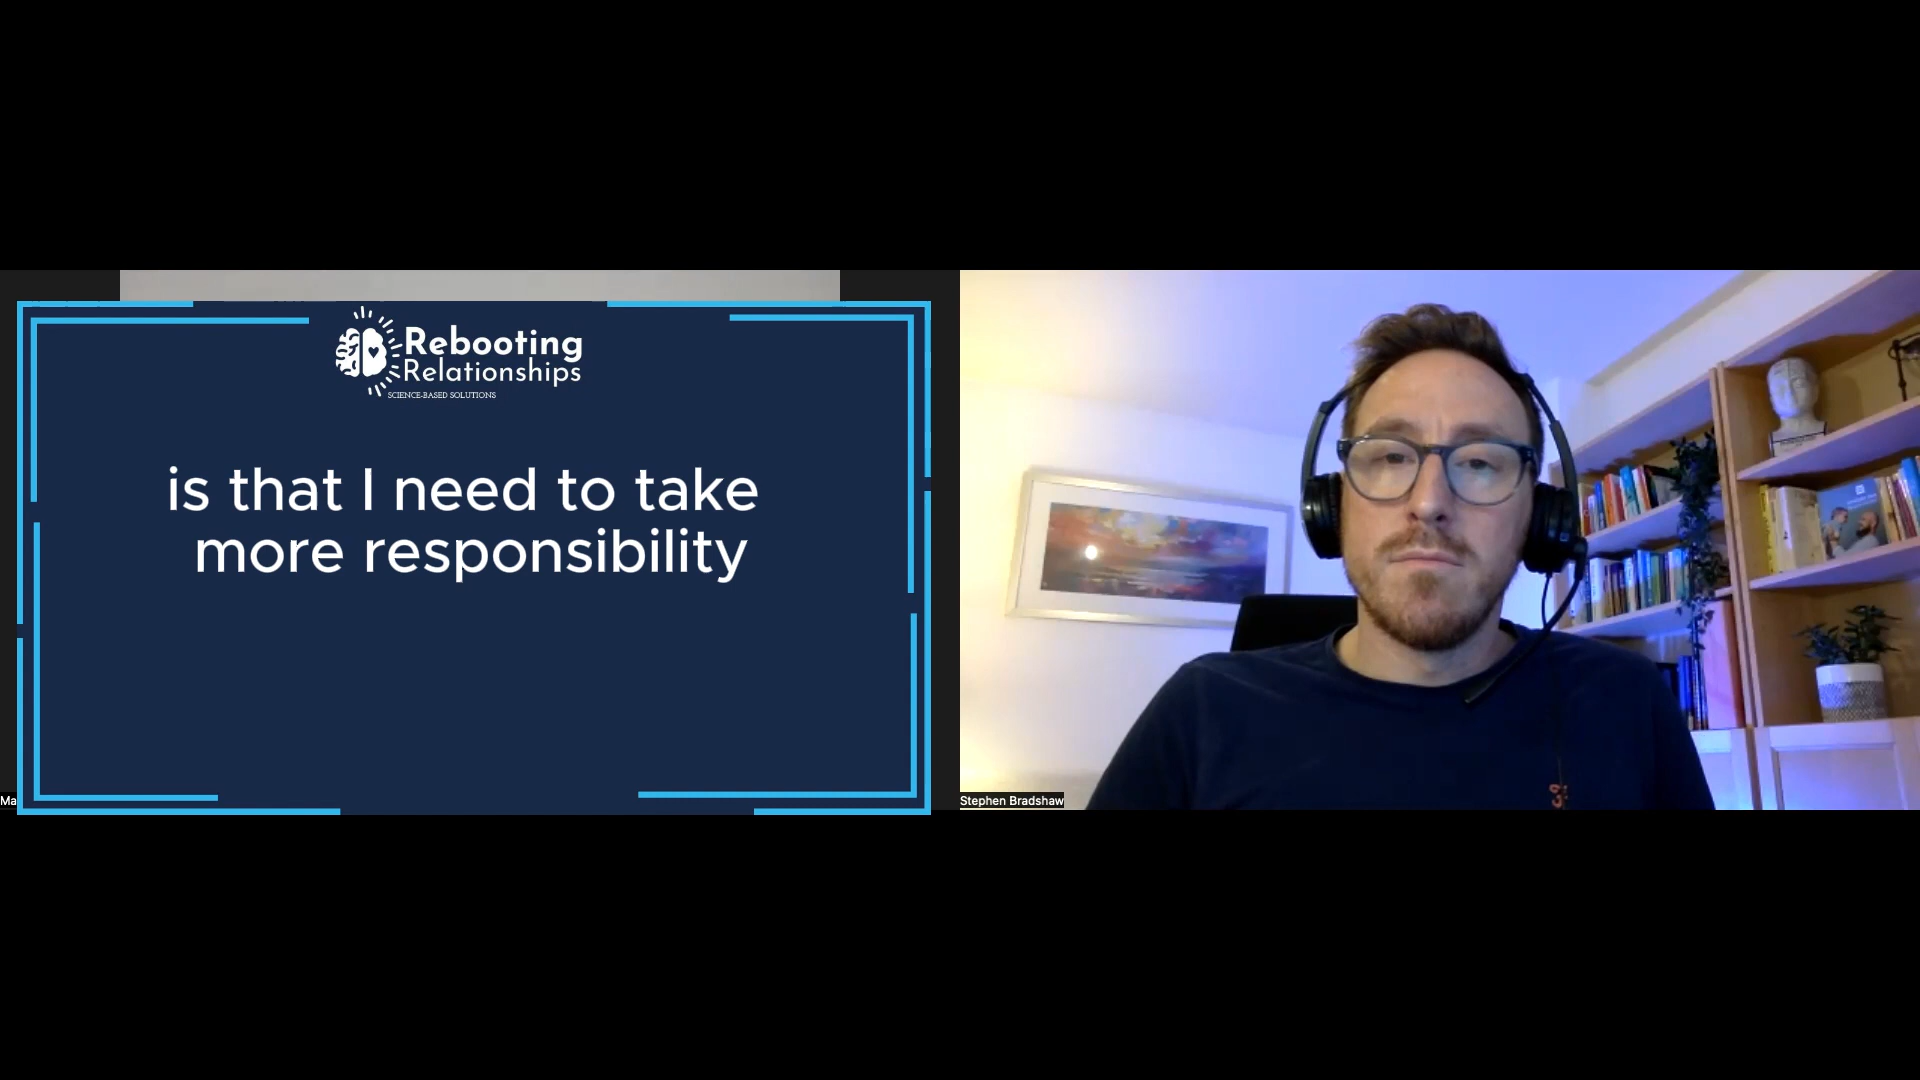 Rebooting
Relationships
SCIENCE-BASED SOLUTIONS
is that I need to take
more responsibility
Ma
Stephen Bradshaw